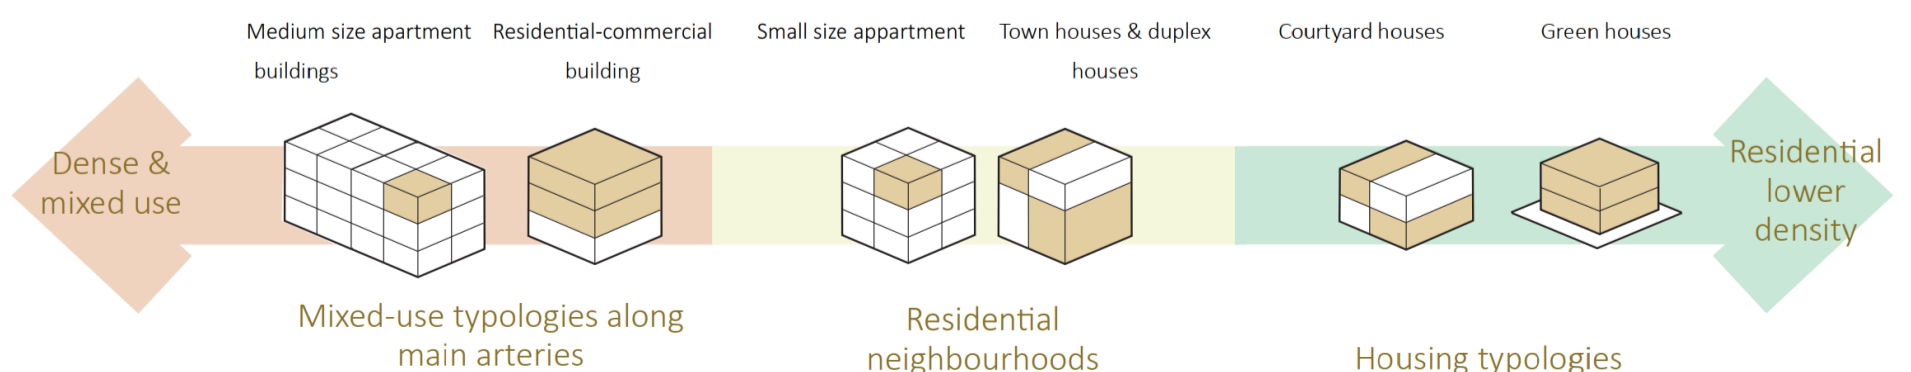 Medium size apartment
buildings
Residential-commercial
building
Small size appartment
Town houses & duplex
houses
Courtyard houses
Green houses
Dense &
mixed use
Residential
lower
density
Mixed-use typologies along
main arteries
Residential
neighbourhoods
Housing typologies